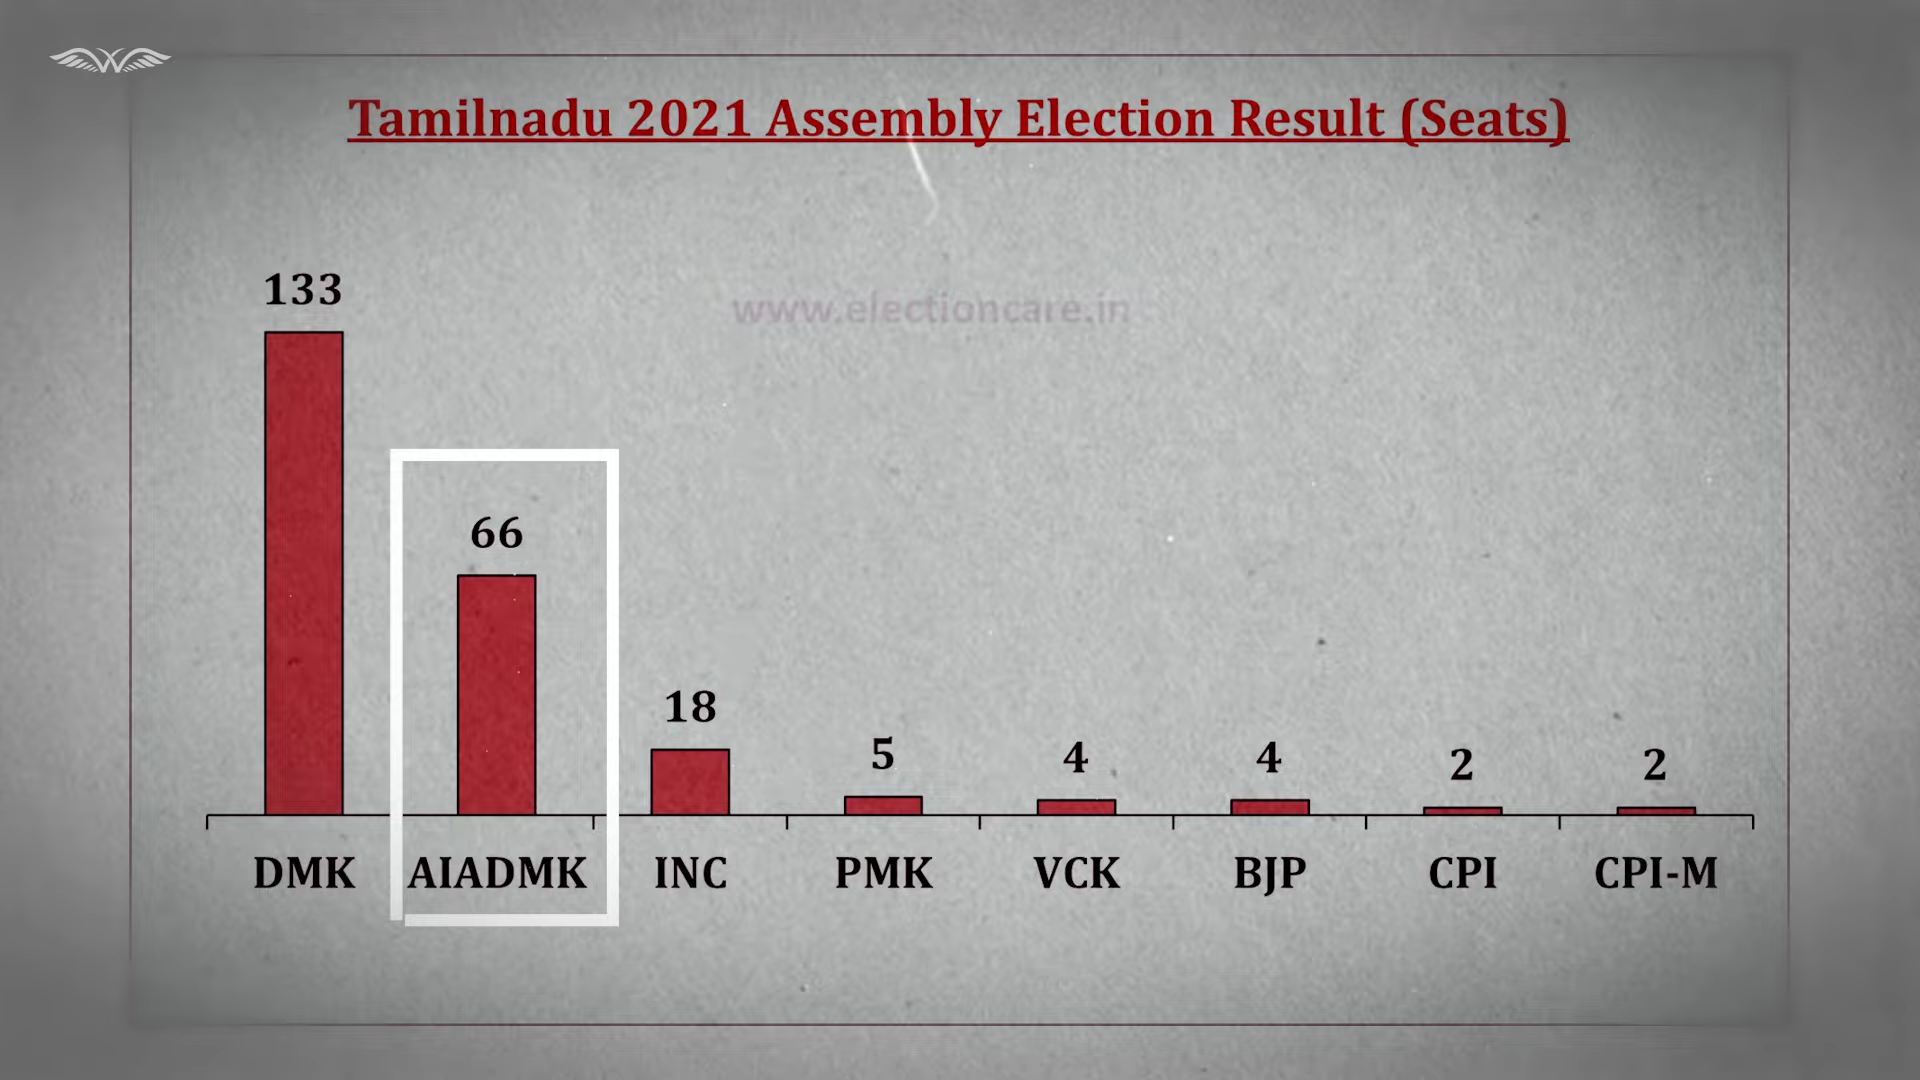 Tamilnadu 2021 Assembly Election Result (Seats)
www.electioncare.in
133
66
18
5
4
4
2
2
DMK
AIADMK
INC
PMK
VCK
BJP
CPI
CPI-M